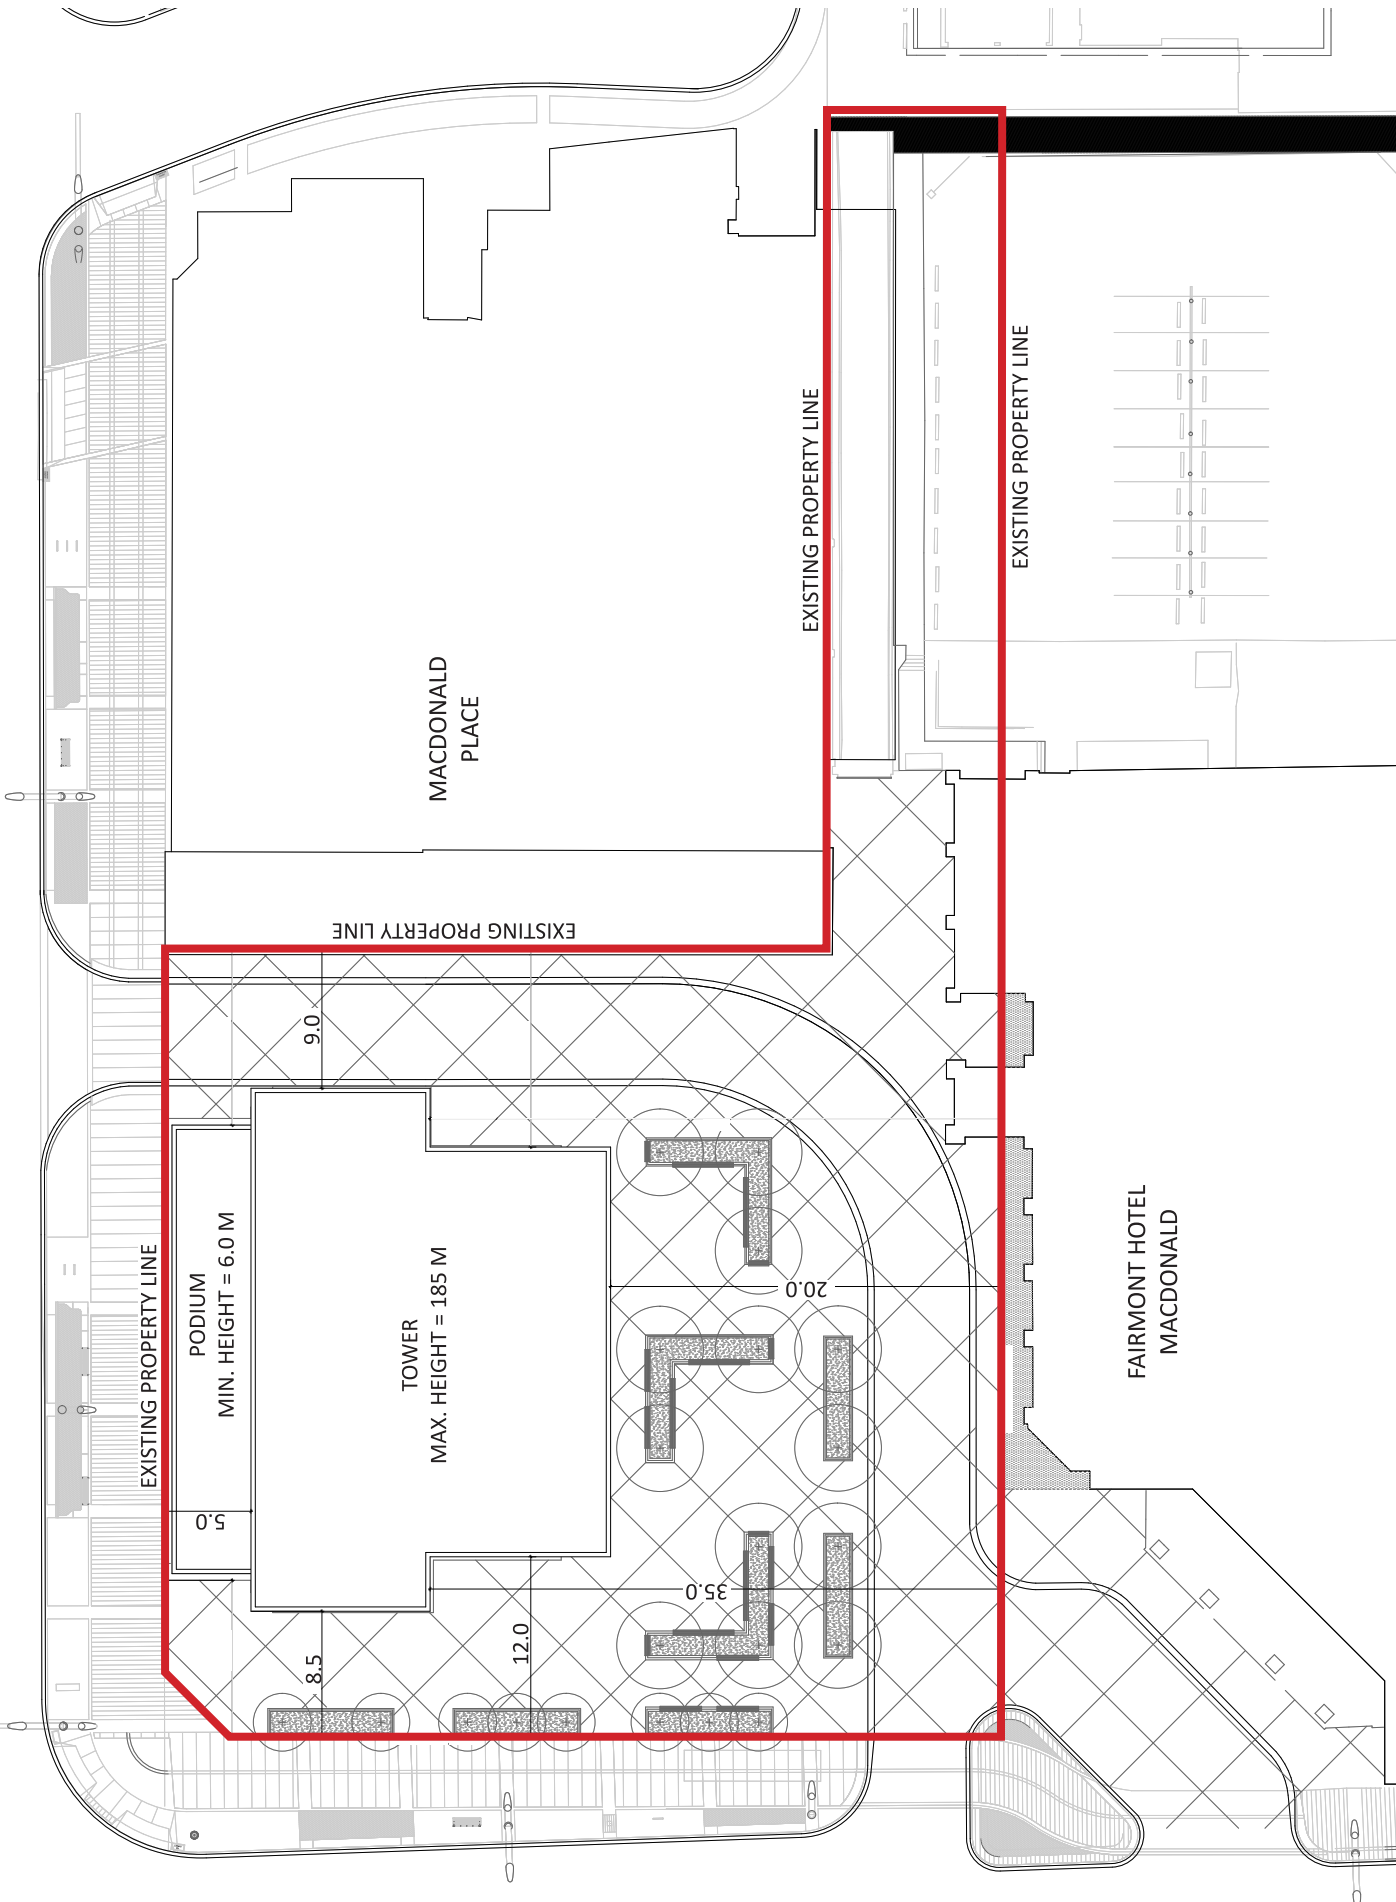 EXISTING PROPERTY LINE
EXISTING PROPERTY LINE
MACDONALD
PLACE
EXISTING PROPERTY LINE
9.0
EXISTING PROPERTY LINE
PODIUM
MIN. HEIGHT = 6.0 M
TOWER
MAX. HEIGHT = 185 M
FAIRMONT HOTEL
MACDONALD
20.0
5.0
35.0
12.0
8.5